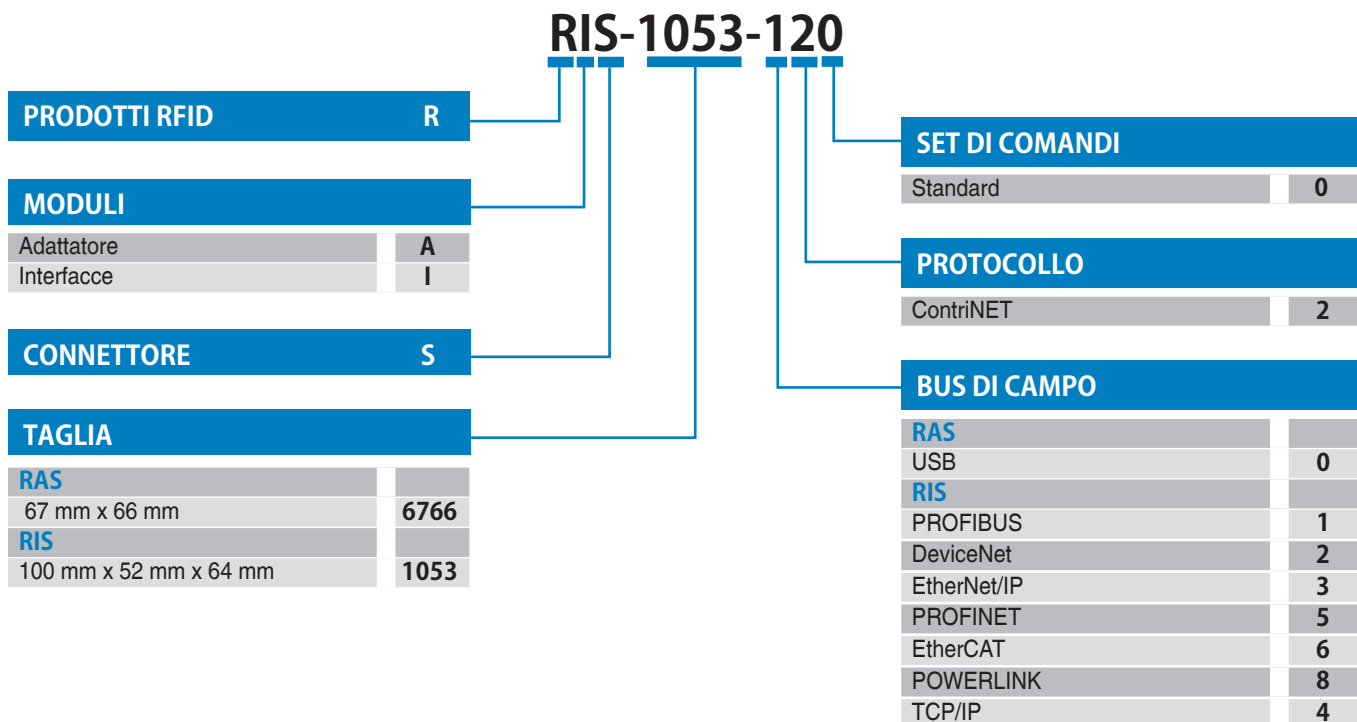 RIS-1053-120
PRODOTTI RFID R
MODULI
Adattatore A
Interfacce I
CONNETTORE S
TAGLIA
RAS
67 mm x 66 mm 6766
RIS
100 mm x 52 mm x 64 mm 1053
SET DI COMANDI
Standard 0
PROTOCOLLO
ContriNET 2
BUS DI CAMPO
RAS
USB 0
RIS
PROFIBUS 1
DeviceNet 2
EtherNet/IP 3
PROFINET 5
EtherCAT 6
POWERLINK 8
TCP/IP 4